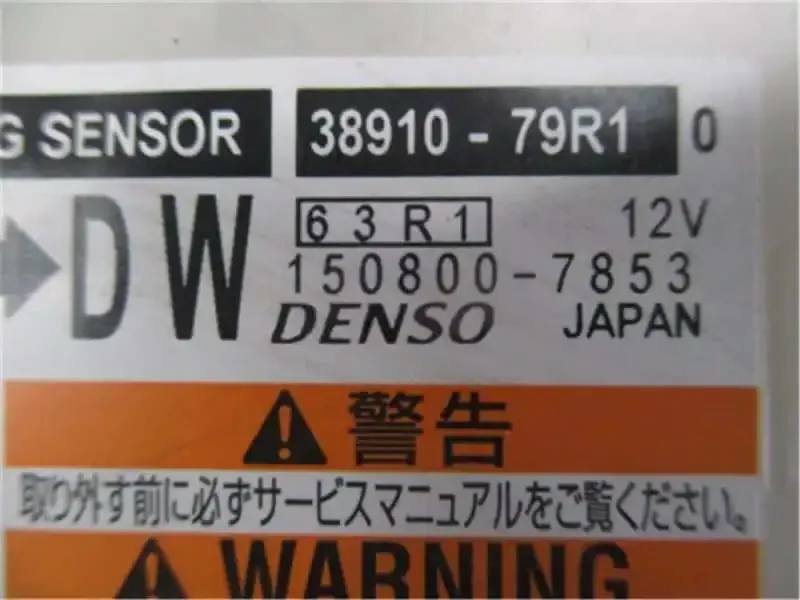 G SENSOR 38910 - 79R1 0
DW 63R1 12V
150800-7853
DENSO JAPAN
警告
取り外す前に必ずサービスマニュアルをご覧ください。
WARNING